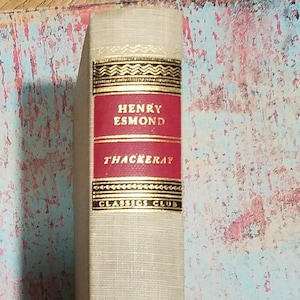 HENRY
ESMOND
THACKERAY
CLASSICS CLUB